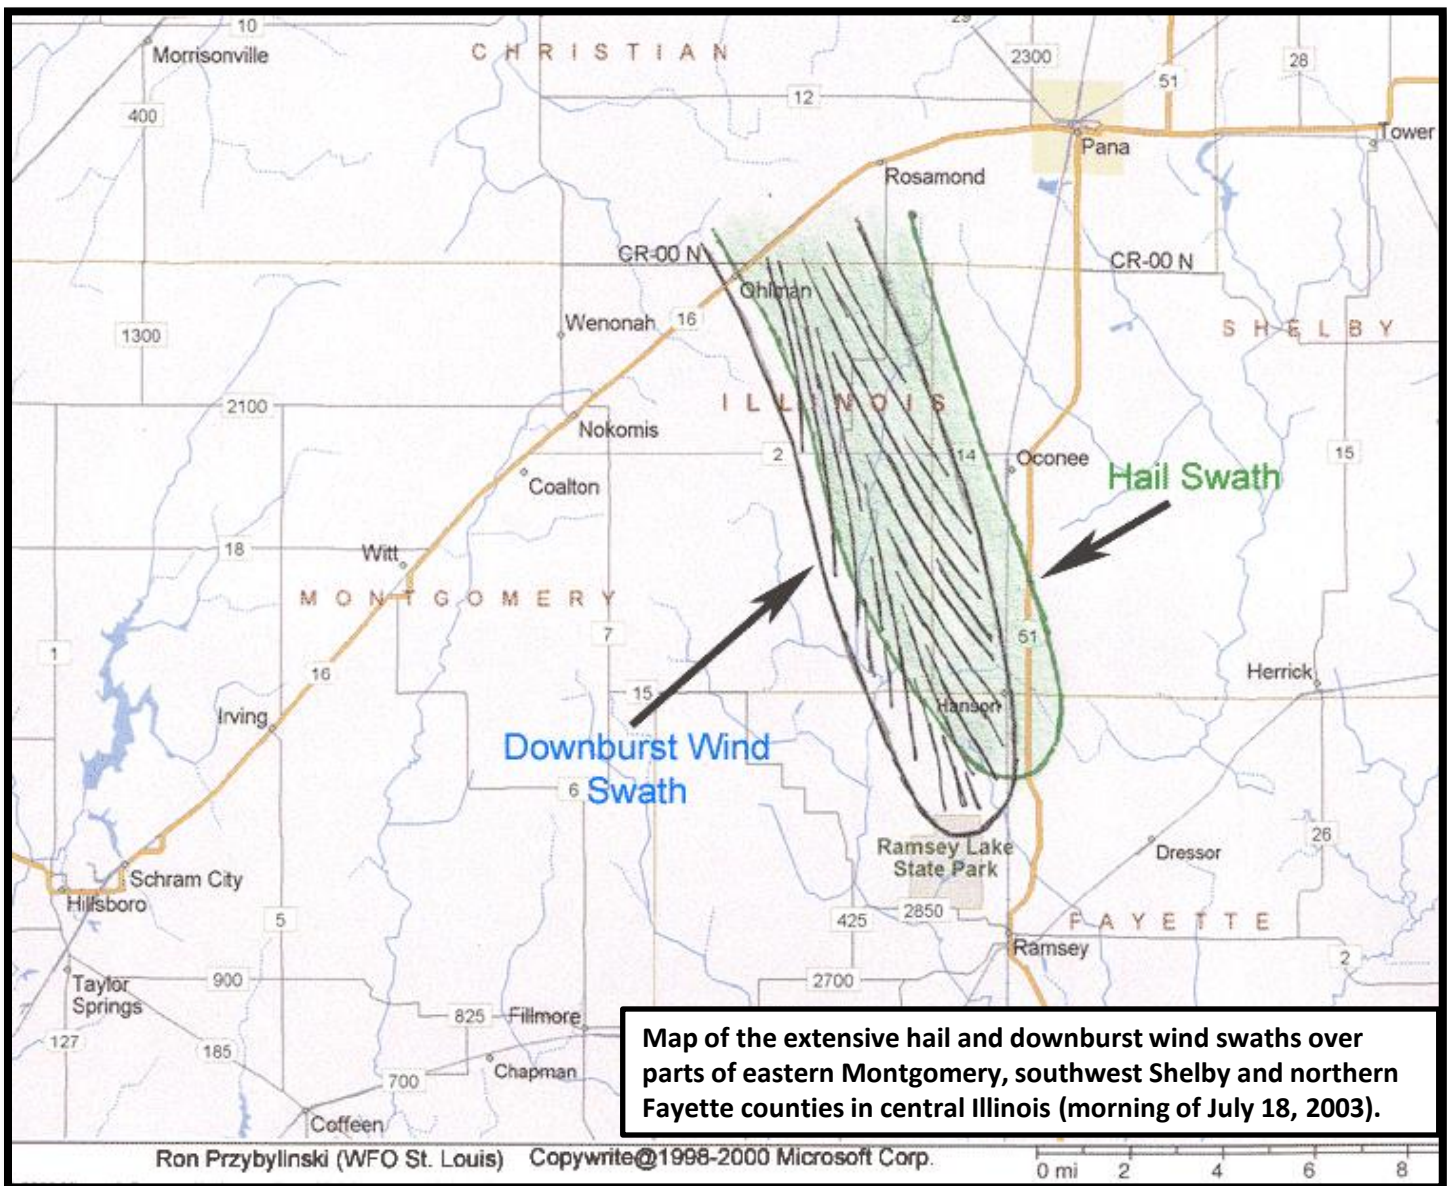 10
29
Morrisonville
CHRISTIAN
2300
28
51
400
12
Tower
Pana
Rosamond
CR-00 N
CR-00 N
Ohlman
Wenonah
16
SHELBY
1300
2100
ILLINOIS
Nokomis
2
14
Oconee
15
Coalton
Hail Swath
18
Witt
MONTGOMERY
7
51
1
16
15
Herrick
Irving
Hanson
Downburst Wind
Swath
6
26
Ramsey Lake
State Park
Dressor
Schram City
Hillsboro
5
425
2850
FAYETTE
Ramsey
2
Taylor
Springs
900
2700
825
Fillmore
127
185
Chapman
700
Coffeen
Map of the extensive hail and downburst wind swaths over
parts of eastern Montgomery, southwest Shelby and northern
Fayette counties in central Illinois (morning of July 18, 2003).
Ron Przybylinski (WFO St. Louis) Copywrite@1998-2000 Microsoft Corp.
0 mi 2 4 6 8